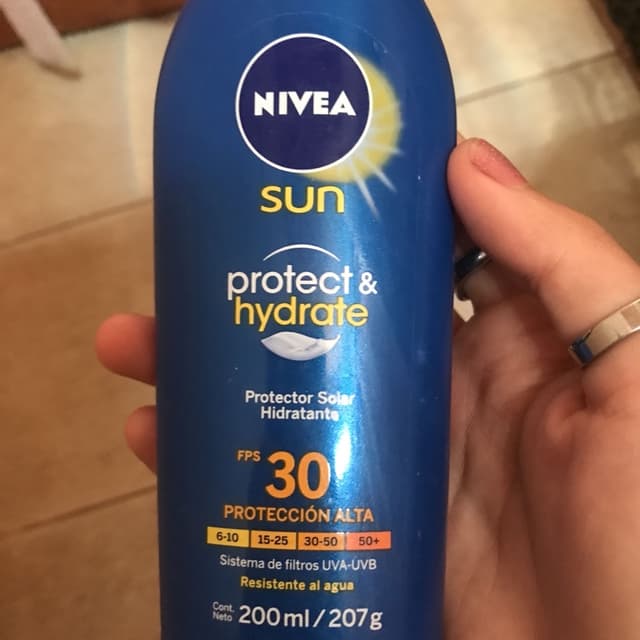 NIVEA
sun
protect &
hydrate
Protector Solar
Hidratante
FPS 30
PROTECCIÓN ALTA
6-10 15-25 30-50 50+
Sistema de filtros UVA-UVB
Resistente al agua
Cont. Neto 200 ml / 207 g